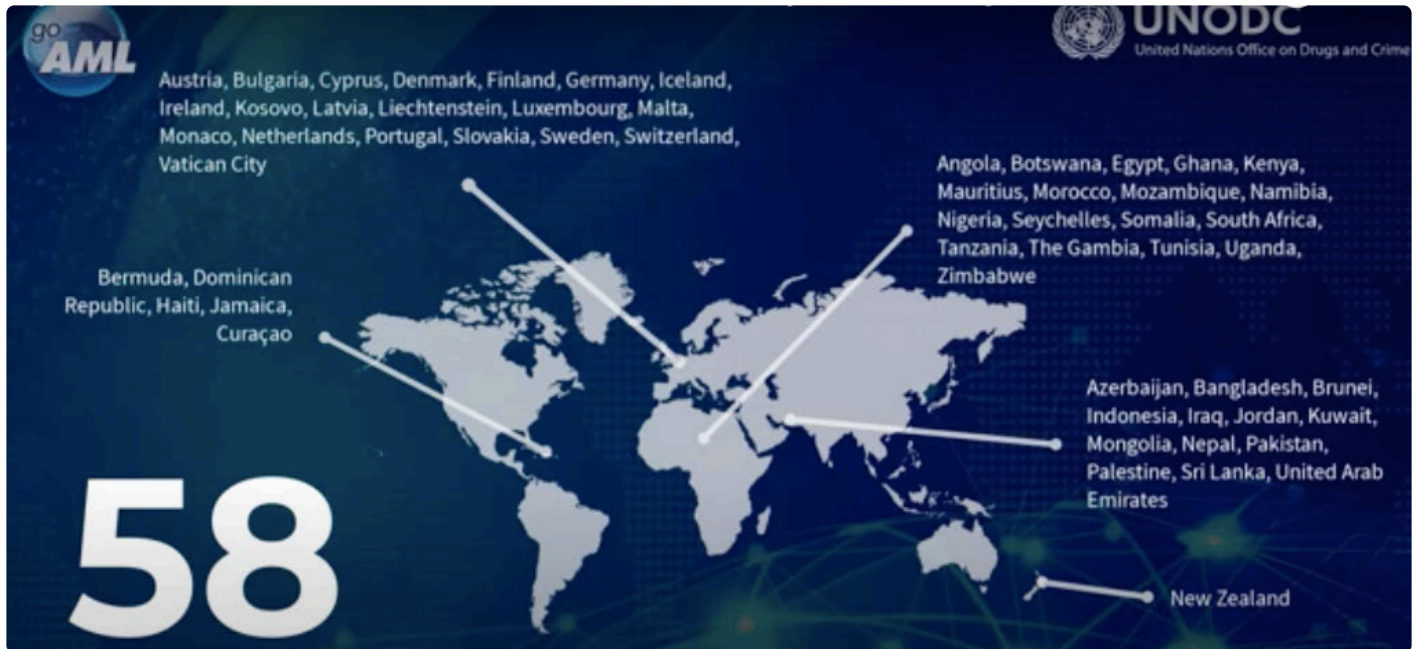 go
AML
UNODC
United Nations Office on Drugs and Crime
Austria, Bulgaria, Cyprus, Denmark, Finland, Germany, Iceland,
Ireland, Kosovo, Latvia, Liechtenstein, Luxembourg, Malta,
Monaco, Netherlands, Portugal, Slovakia, Sweden, Switzerland,
Vatican City
Angola, Botswana, Egypt, Ghana, Kenya,
Mauritius, Morocco, Mozambique, Namibia,
Nigeria, Seychelles, Somalia, South Africa,
Tanzania, The Gambia, Tunisia, Uganda,
Zimbabwe
Bermuda, Dominican
Republic, Haiti, Jamaica,
Curaçao
Azerbaijan, Bangladesh, Brunei,
Indonesia, Iraq, Jordan, Kuwait,
Mongolia, Nepal, Pakistan,
Palestine, Sri Lanka, United Arab
Emirates
58
New Zealand